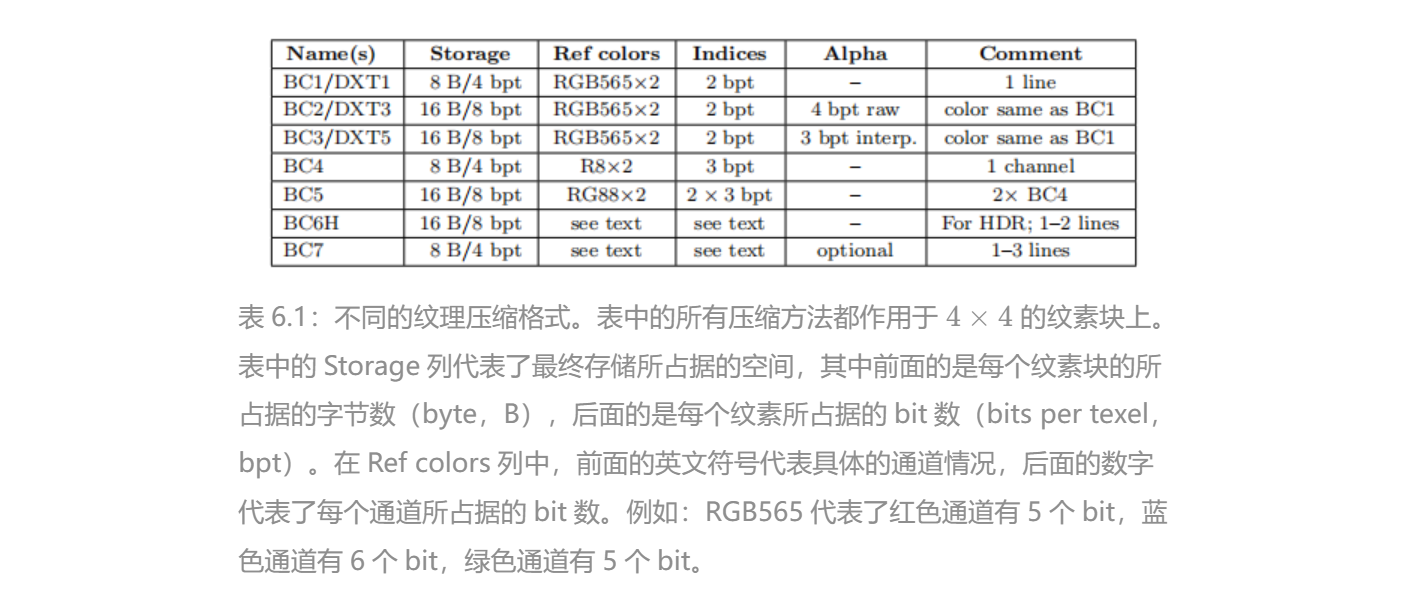 Name(s) Storage Ref colors Indices Alpha Comment
BC1/DXT1 8 B/4 bpt RGB565×2 2 bpt – 1 line
BC2/DXT3 16 B/8 bpt RGB565×2 2 bpt 4 bpt raw color same as BC1
BC3/DXT5 16 B/8 bpt RGB565×2 2 bpt 3 bpt interp. color same as BC1
BC4 8 B/4 bpt R8×2 3 bpt – 1 channel
BC5 16 B/8 bpt RG88×2 2 × 3 bpt – 2× BC4
BC6H 16 B/8 bpt see text see text – For HDR; 1–2 lines
BC7 8 B/4 bpt see text see text optional 1–3 lines
表 6.1：不同的纹理压缩格式。表中的所有压缩方法都作用于 4 × 4 的纹素块上。
表中的 Storage 列代表了最终存储所占据的空间，其中前面的是每个纹素块的所
占据的字节数（byte，B），后面的是每个纹素所占据的 bit 数（bits per texel，
bpt）。在 Ref colors 列中，前面的英文符号代表具体的通道情况，后面的数字
代表了每个通道所占据的 bit 数。例如：RGB565 代表了红色通道有 5 个 bit，蓝
色通道有 6 个 bit，绿色通道有 5 个 bit。